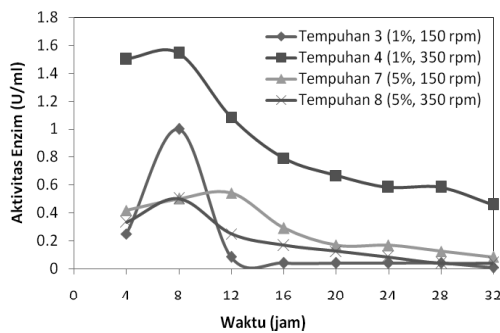 1.8
1.6
1.4
1.2
1
0.8
0.6
0.4
0.2
0
Aktivitas Enzim (U/ml)
Tempuhan 3 (1%, 150 rpm)
Tempuhan 4 (1%, 350 rpm)
Tempuhan 7 (5%, 150 rpm)
Tempuhan 8 (5%, 350 rpm)
0 4 8 12 16 20 24 28 32
Waktu (jam)